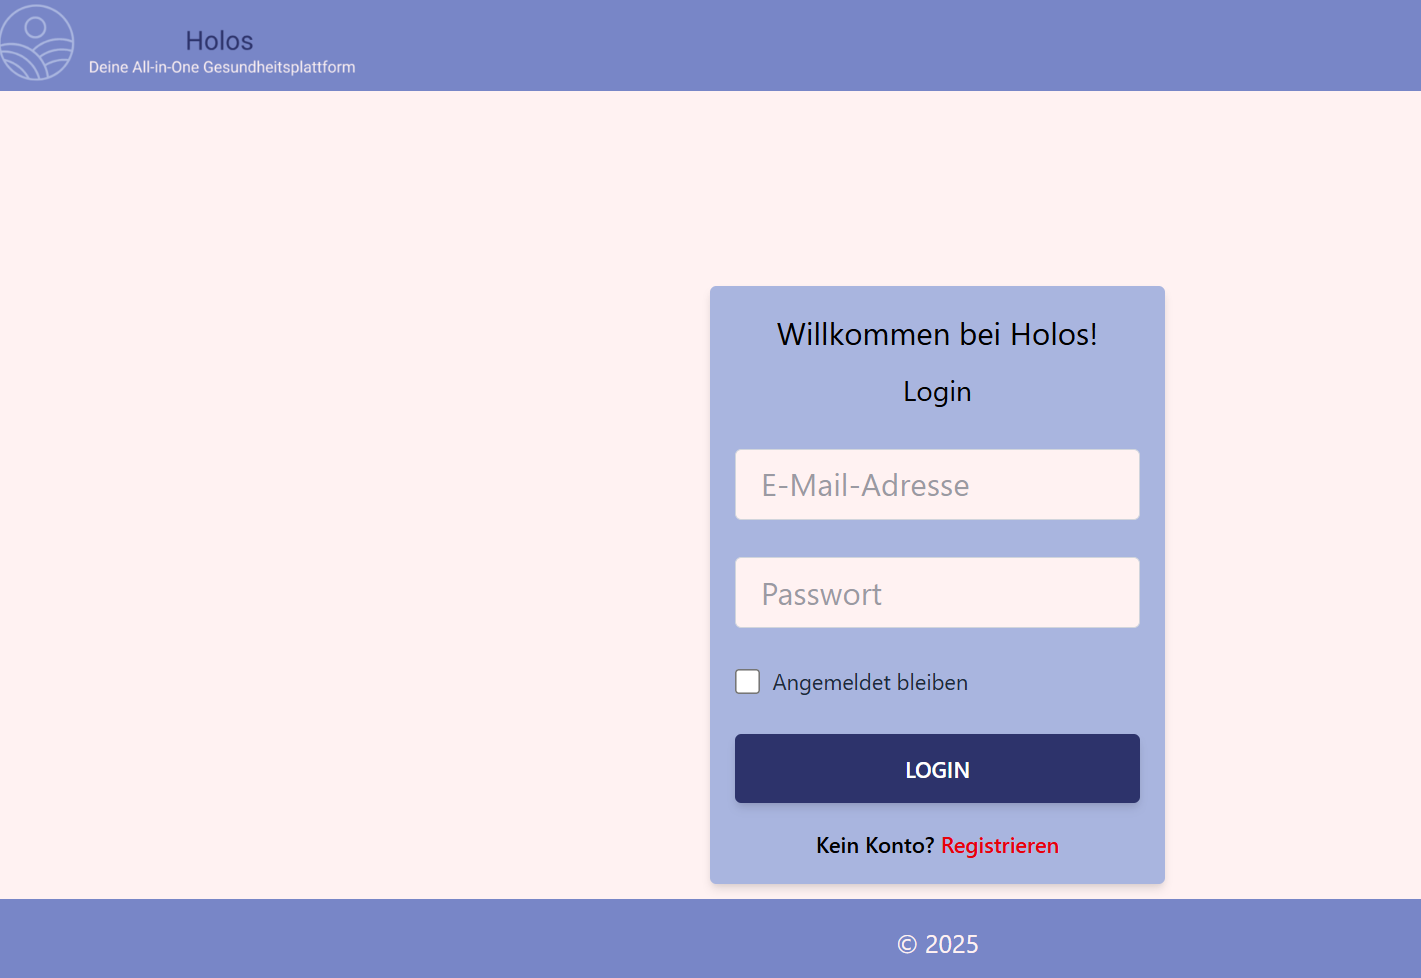 Holos
Deine All-in-One Gesundheitsplattform
Willkommen bei Holos!
Login
E-Mail-Adresse
Passwort
Angemeldet bleiben
LOGIN
Kein Konto? Registrieren
© 2025